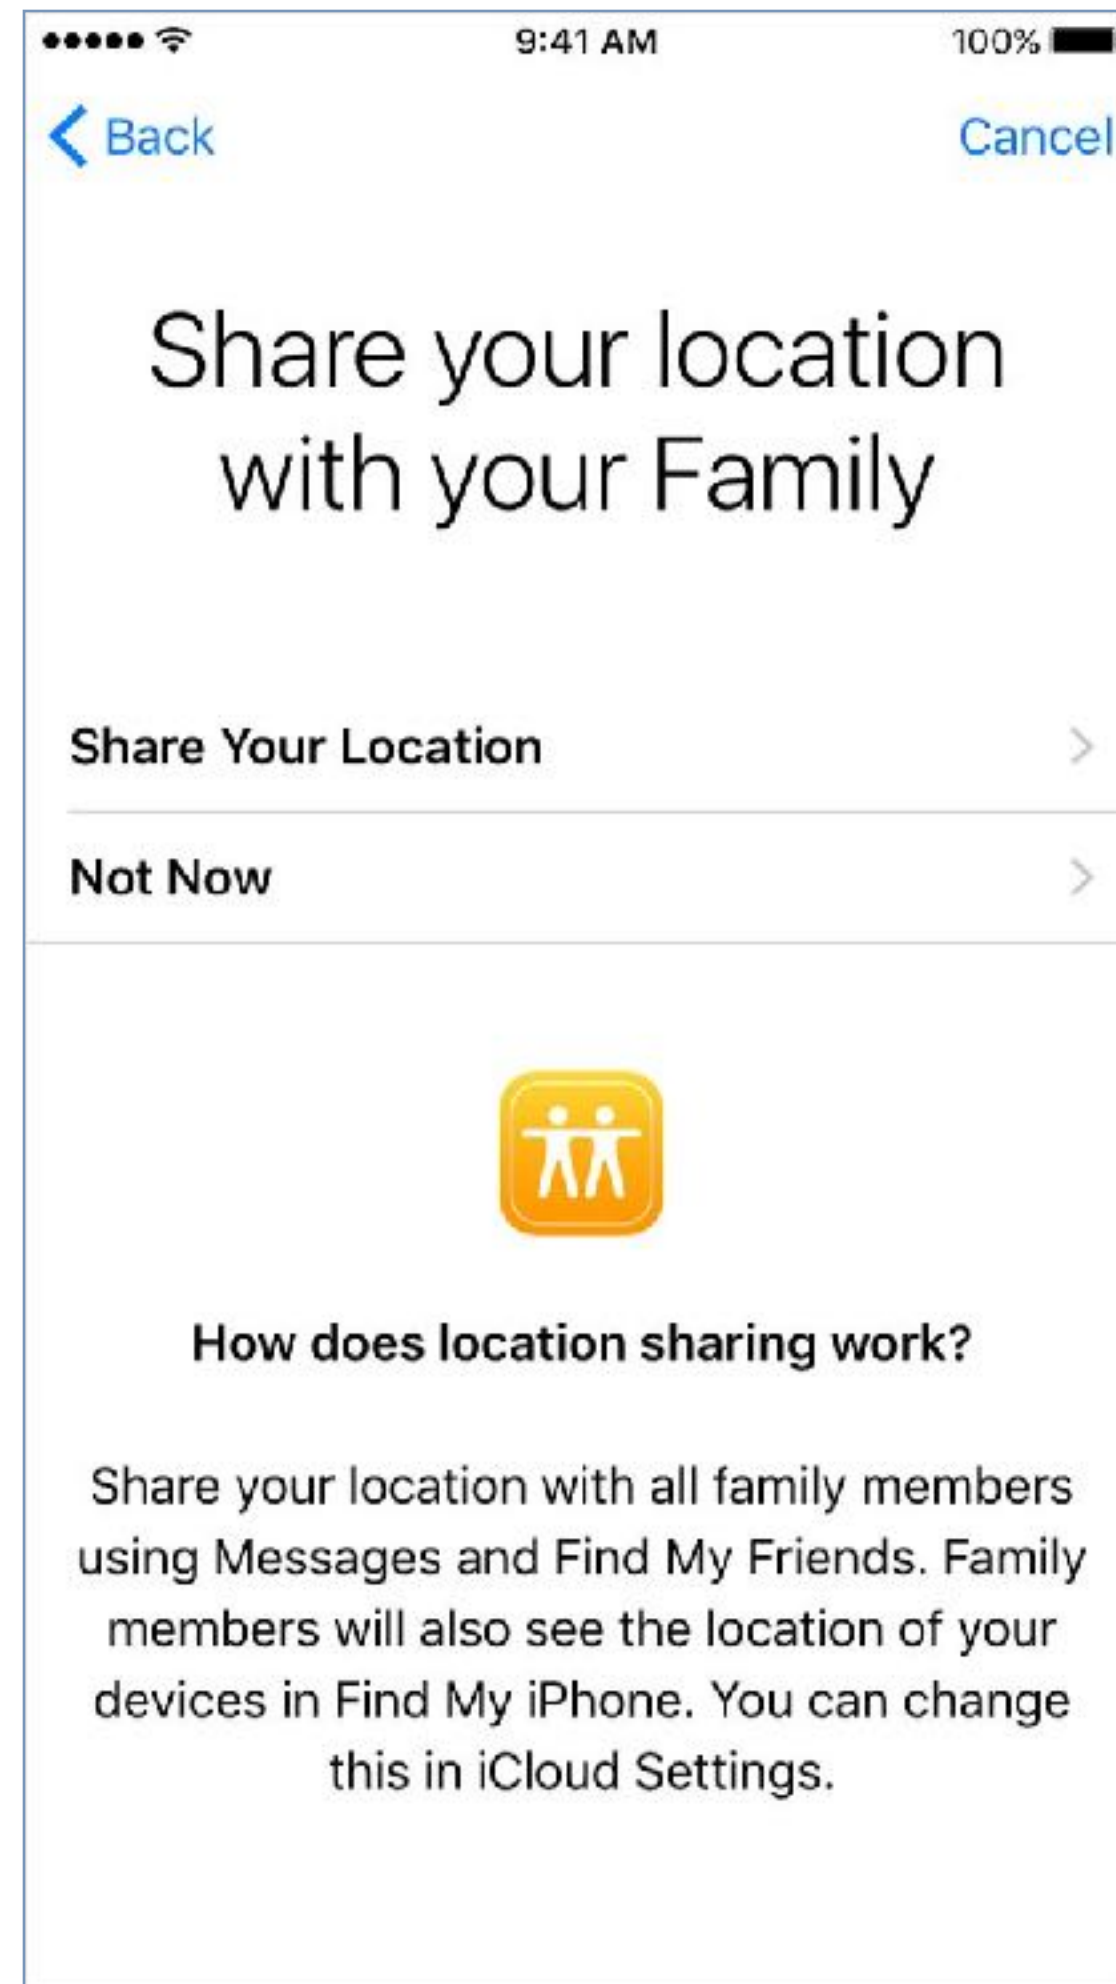 9:41 AM
100%
Back
Cancel
Share your location
with your Family
Share Your Location
Not Now
How does location sharing work?
Share your location with all family members
using Messages and Find My Friends. Family
members will also see the location of your
devices in Find My iPhone. You can change
this in iCloud Settings.